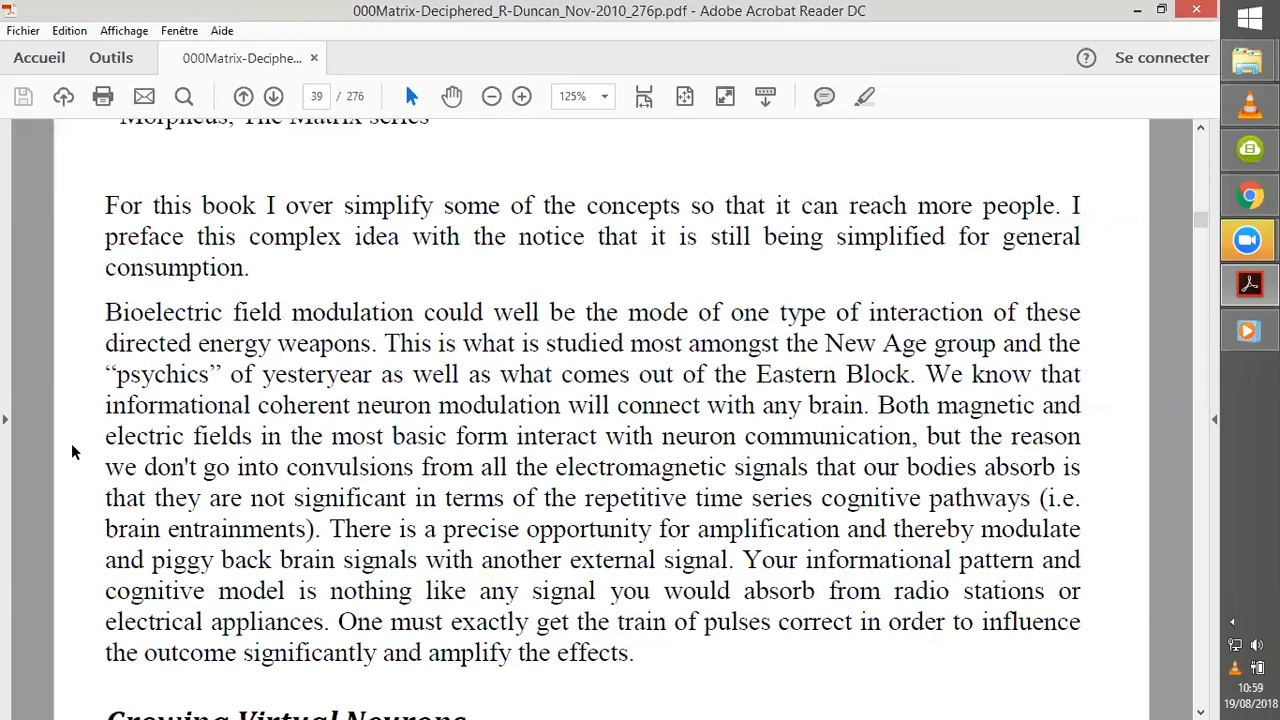 000Matrix-Deciphered_R-Duncan_Nov-2010_276p.pdf - Adobe Acrobat Reader DC
Fichier Edition Affichage Fenêtre Aide
Accueil Outils 000Matrix-Deciphe... × Se connecter
39 / 276 125%
Morpheus, The Matrix series
For this book I over simplify some of the concepts so that it can reach more people. I
preface this complex idea with the notice that it is still being simplified for general
consumption.
Bioelectric field modulation could well be the mode of one type of interaction of these
directed energy weapons. This is what is studied most amongst the New Age group and the
“psychics” of yesteryear as well as what comes out of the Eastern Block. We know that
informational coherent neuron modulation will connect with any brain. Both magnetic and
electric fields in the most basic form interact with neuron communication, but the reason
we don't go into convulsions from all the electromagnetic signals that our bodies absorb is
that they are not significant in terms of the repetitive time series cognitive pathways (i.e.
brain entrainments). There is a precise opportunity for amplification and thereby modulate
and piggy back brain signals with another external signal. Your informational pattern and
cognitive model is nothing like any signal you would absorb from radio stations or
electrical appliances. One must exactly get the train of pulses correct in order to influence
the outcome significantly and amplify the effects.
Growing Virtual Neurons
10:59
19/08/2018